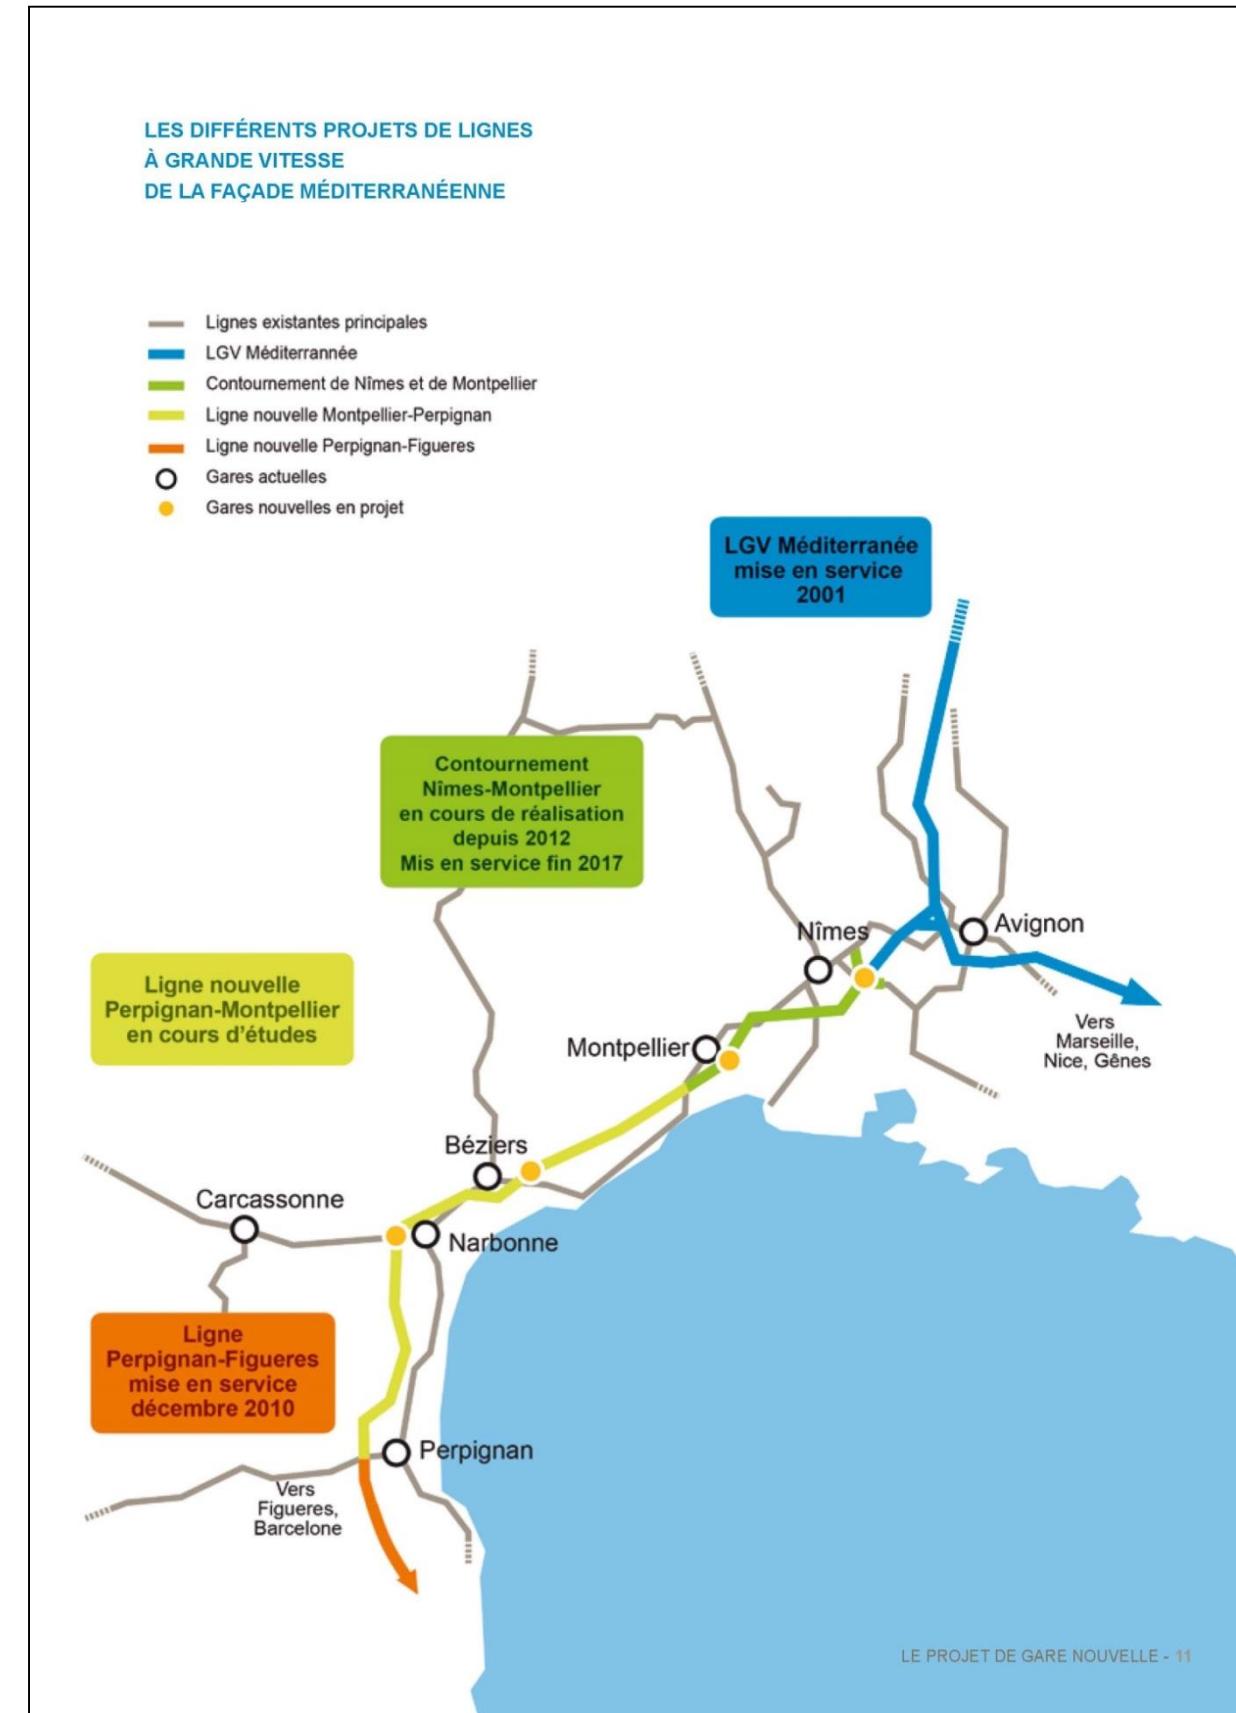 LES DIFFÉRENTS PROJETS DE LIGNES
À GRANDE VITESSE
DE LA FAÇADE MÉDITERRANÉENNE
Lignes existantes principales
LGV Méditerrannée
Contournement de Nîmes et de Montpellier
Ligne nouvelle Montpellier-Perpignan
Ligne nouvelle Perpignan-Figueres
Gares actuelles
Gares nouvelles en projet
LGV Méditerranée
mise en service
2001
Contournement
Nîmes-Montpellier
en cours de réalisation
depuis 2012
Mis en service fin 2017
Nîmes
Avignon
Ligne nouvelle
Perpignan-Montpellier
en cours d'études
Vers
Marseille,
Nice, Gênes
Montpellier
Béziers
Carcassonne
Narbonne
Ligne
Perpignan-Figueres
mise en service
décembre 2010
Perpignan
Vers
Figueres,
Barcelone
LE PROJET DE GARE NOUVELLE - 11